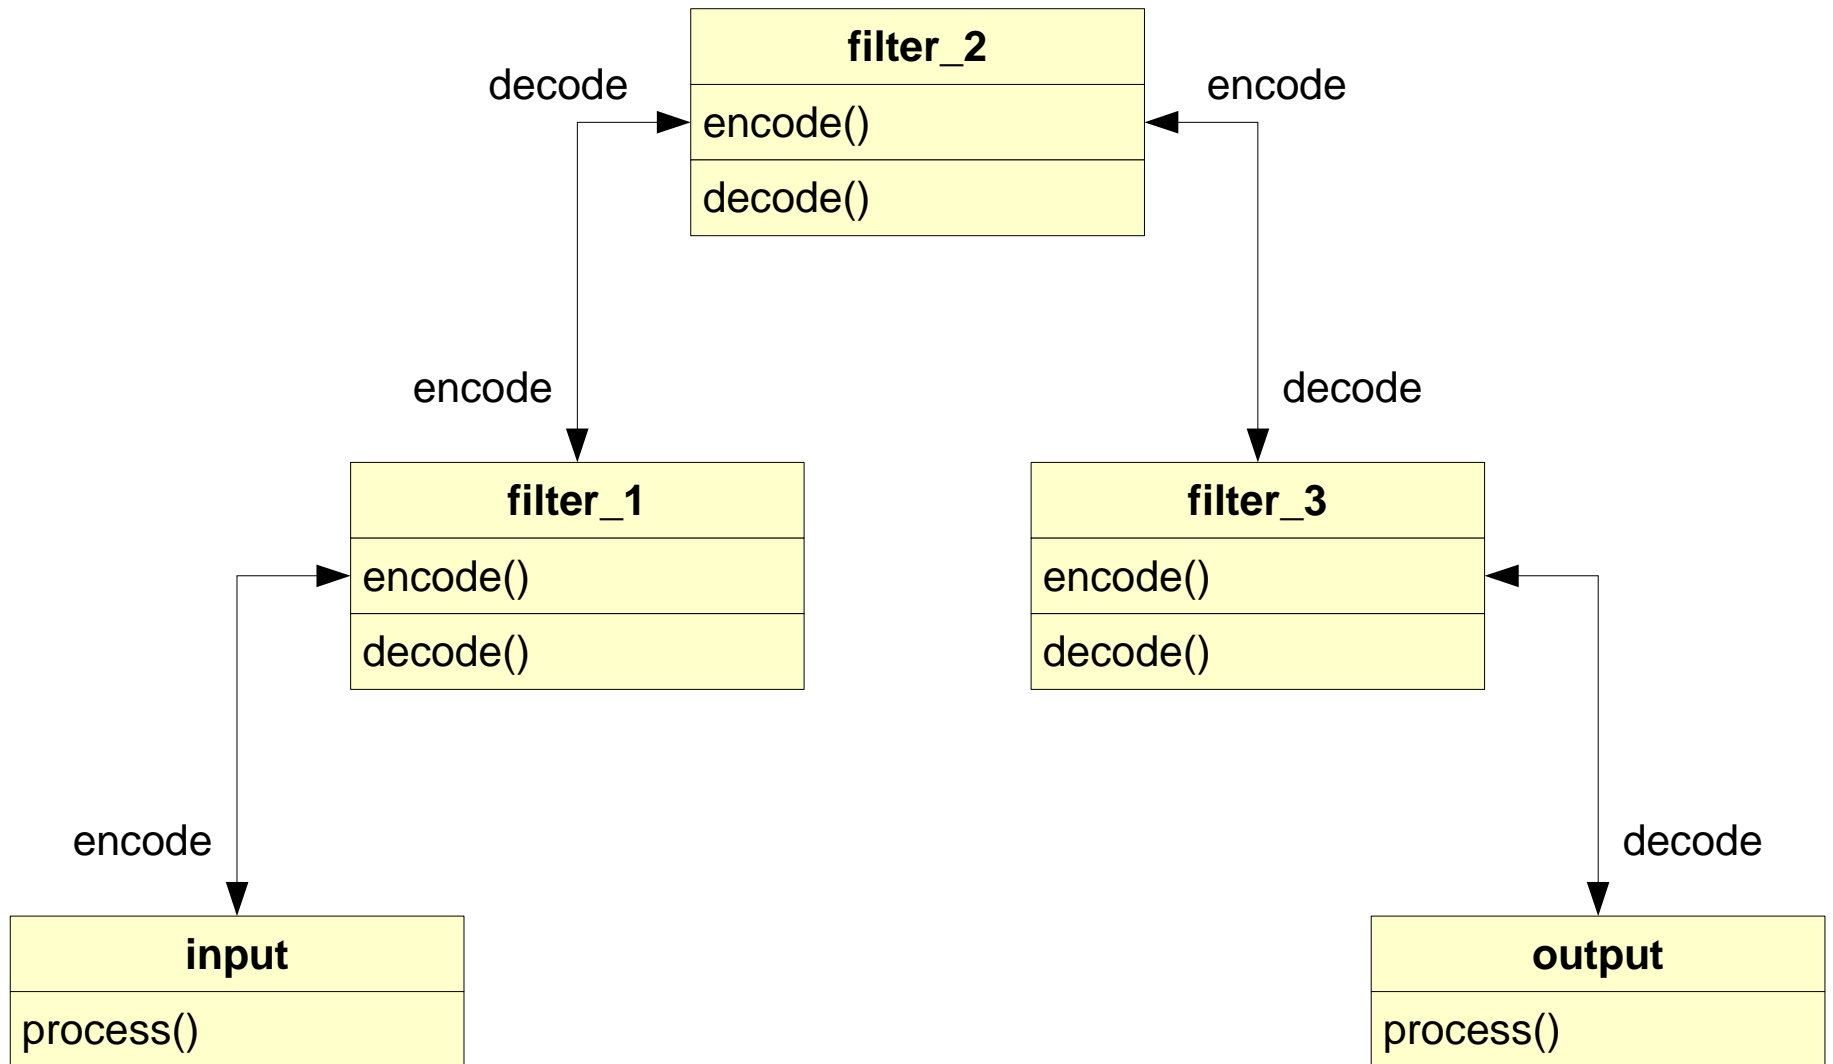 filter_2
decode
encode
encode()
decode()
encode
decode
filter_1
filter_3
encode()
encode()
decode()
decode()
encode
decode
input
output
process()
process()